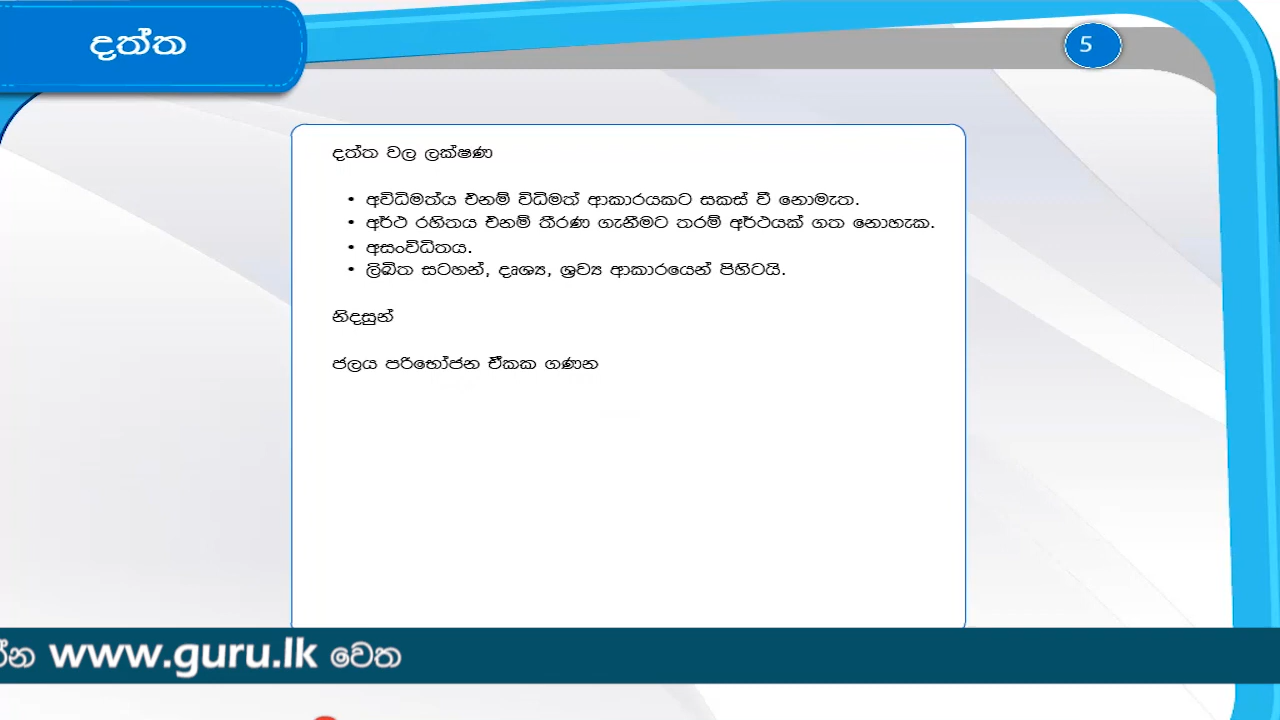 දත්ත
5
දත්ත වල ලක්ෂණ
• අවිධිමත්ය එනම් විධිමත් ආකාරයකට සකස් වී නොමැත.
• අර්ථ රහිතය එනම් තීරණ ගැනීමට තරම් අර්ථයක් ගත නොහැක.
• අසංවිධිතය.
• ලිඛිත සටහන්, දෘශ්‍ය, ශ්‍රව්‍ය ආකාරයෙන් පිහිටයි.
නිදසුන්
ජලය පරිභෝජන ඒකක ගණන
www.guru.lk වෙත